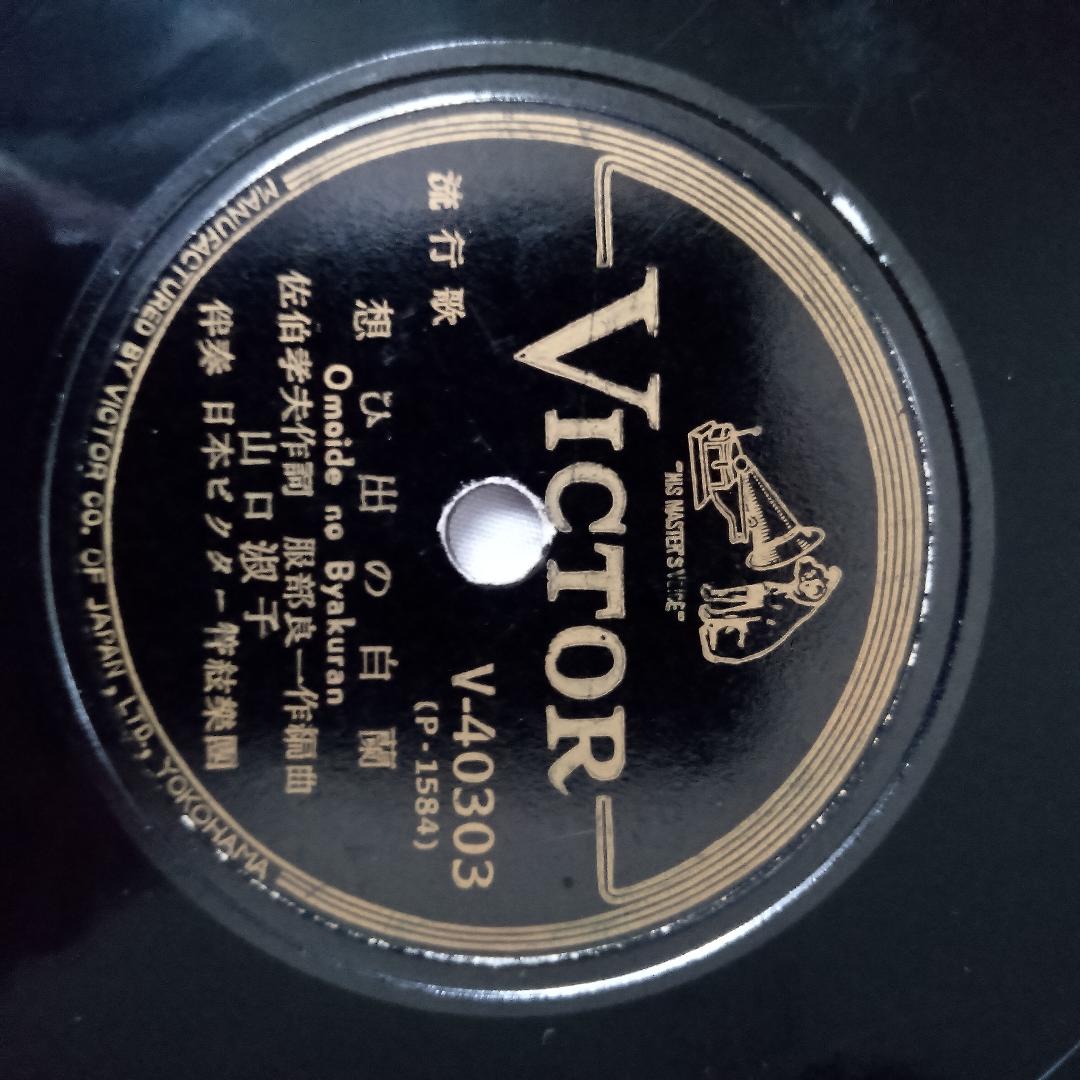 "HIS MASTER'S VOICE"
VICTOR
流行歌
V-40303
(P-1584)
想ひ出の白蘭
Omoide no Byakuran
佐伯孝夫作詞 服部良一作編曲
山口淑子
伴奏 日本ビクター管絃樂團
MANUFACTURED BY VICTOR CO. OF JAPAN, LTD., YOKOHAMA